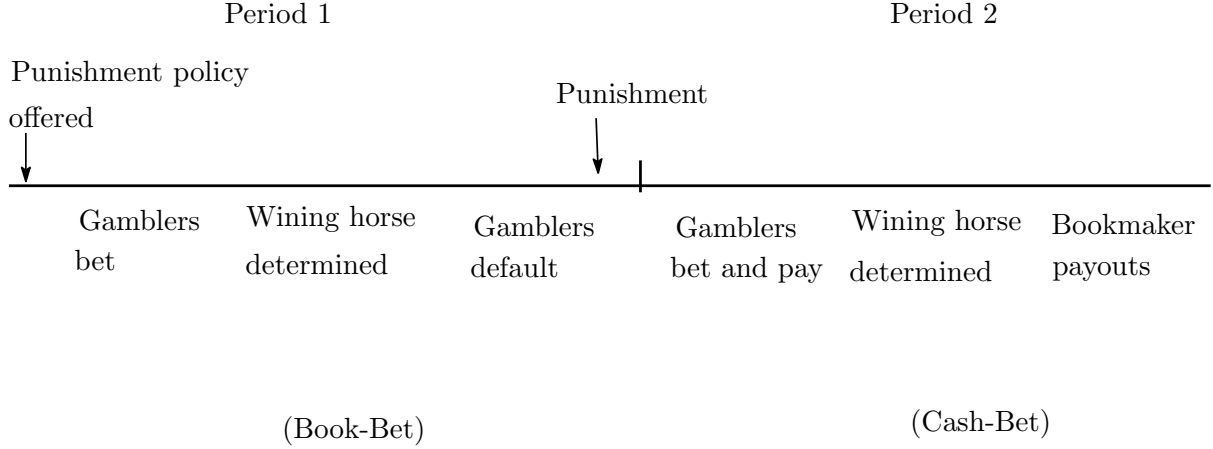 Period 1
Period 2
Punishment policy
offered
Punishment
Gamblers
bet
Wining horse
determined
Gamblers
default
Gamblers
bet and pay
Wining horse
determined
Bookmaker
payouts
(Book-Bet)
(Cash-Bet)